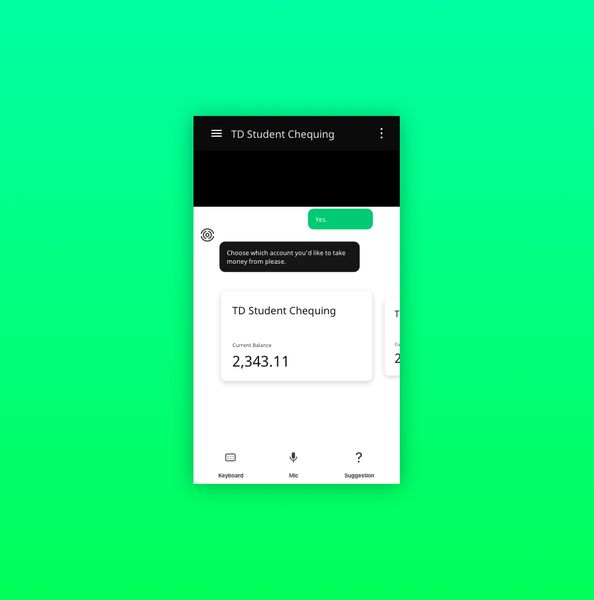 TD Student Chequing
Yes.
Choose which account you'd like to take
money from please.
TD Student Chequing
T
Current Balance
Cu
2,343.11
2
Keyboard
Mic
Suggestion